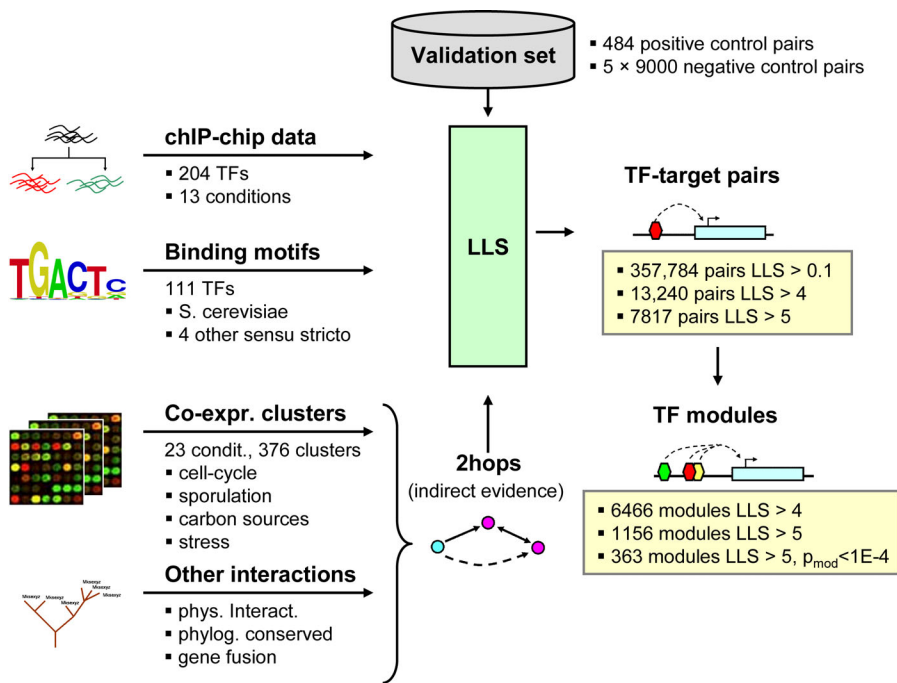 Validation set
▪ 484 positive control pairs
▪ 5 × 9000 negative control pairs
chIP-chip data
▪ 204 TFs
▪ 13 conditions
Binding motifs
TGACTC
111 TFs
▪ S. cerevisiae
▪ 4 other sensu stricto
LLS
TF-target pairs
▪ 357,784 pairs LLS > 0.1
▪ 13,240 pairs LLS > 4
▪ 7817 pairs LLS > 5
Co-expr. clusters
23 condit., 376 clusters
▪ cell-cycle
▪ sporulation
▪ carbon sources
▪ stress
2hops
(indirect evidence)
TF modules
▪ 6466 modules LLS > 4
▪ 1156 modules LLS > 5
▪ 363 modules LLS > 5, pmod<1E-4
Other interactions
▪ phys. Interact.
▪ phylog. conserved
▪ gene fusion